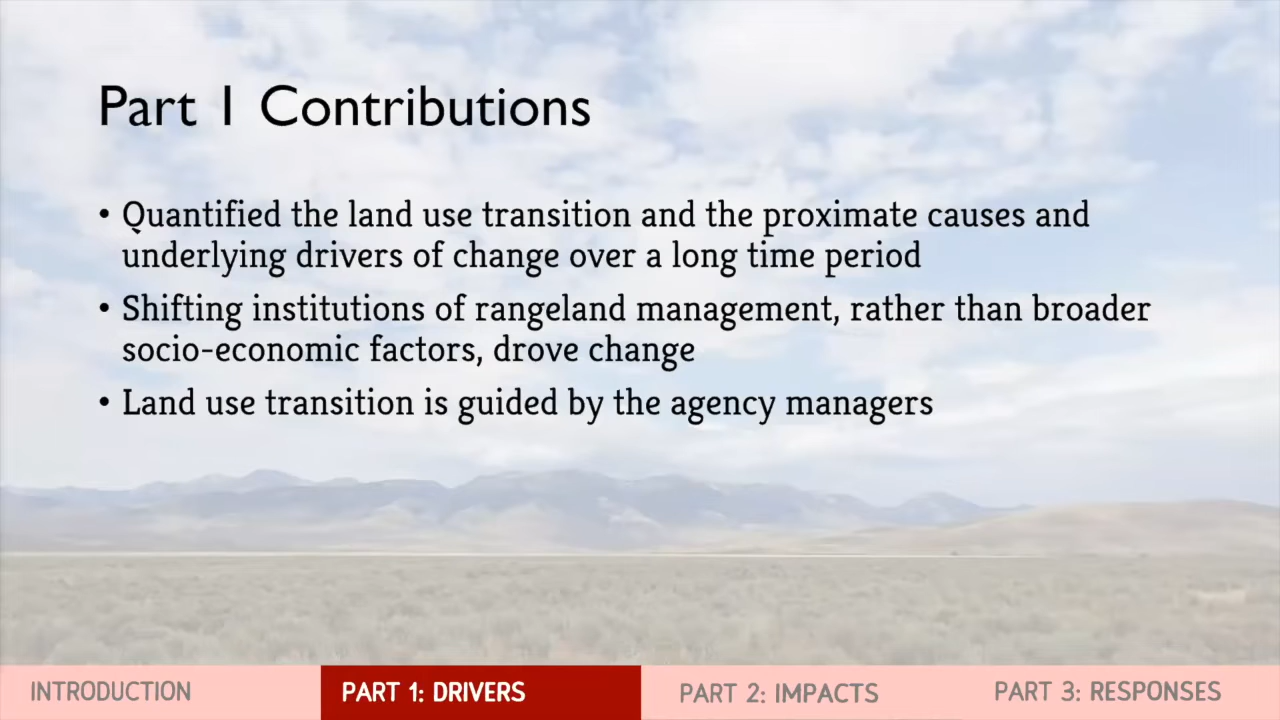 Part 1 Contributions
• Quantified the land use transition and the proximate causes and
underlying drivers of change over a long time period
• Shifting institutions of rangeland management, rather than broader
socio-economic factors, drove change
• Land use transition is guided by the agency managers
INTRODUCTION
PART 1: DRIVERS
PART 2: IMPACTS
PART 3: RESPONSES